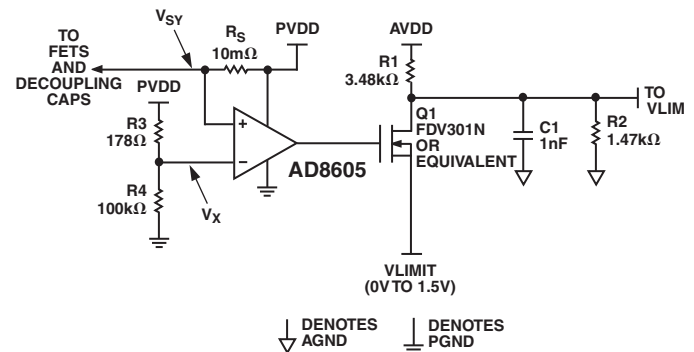 V_SY
TO
FETS
AND
DECOUPLING
CAPS
R_S
10mΩ
PVDD
PVDD
R3
178Ω
R4
100kΩ
V_X
+
−
AD8605
AVDD
R1
3.48kΩ
Q1
FDV301N
OR
EQUIVALENT
C1
1nF
R2
1.47kΩ
TO
VLIM
VLIMIT
(0V TO 1.5V)
DENOTES
AGND
DENOTES
PGND